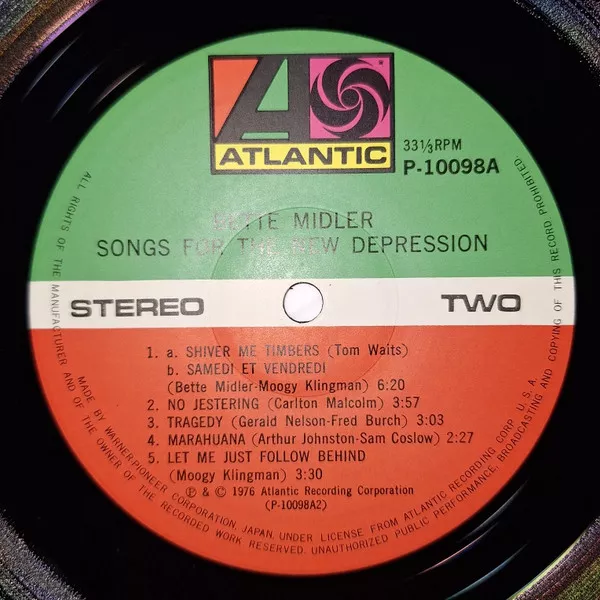 ATLANTIC
33⅓RPM
P-10098A
BETTE MIDLER
SONGS FOR THE NEW DEPRESSION
STEREO
TWO
1. a. SHIVER ME TIMBERS (Tom Waits)
b. SAMEDI ET VENDREDI
(Bette Midler-Moogy Klingman) 6:20
2. NO JESTERING (Carlton Malcolm) 3:57
3. TRAGEDY (Gerald Nelson-Fred Burch) 3:03
4. MARAHUANA (Arthur Johnston-Sam Coslow) 2:27
5. LET ME JUST FOLLOW BEHIND
(Moogy Klingman) 3:30
℗ & © 1976 Atlantic Recording Corporation
(P-10098A2)
MADE BY WARNER-PIONEER CORPORATION, JAPAN, UNDER LICENSE FROM ATLANTIC RECORDING CORP. U. S. A.
ALL RIGHTS OF THE MANUFACTURER AND OF THE OWNER OF THE RECORDED WORK RESERVED. UNAUTHORIZED PUBLIC PERFORMANCE, BROADCASTING AND COPYING OF THIS RECORD PROHIBITED.